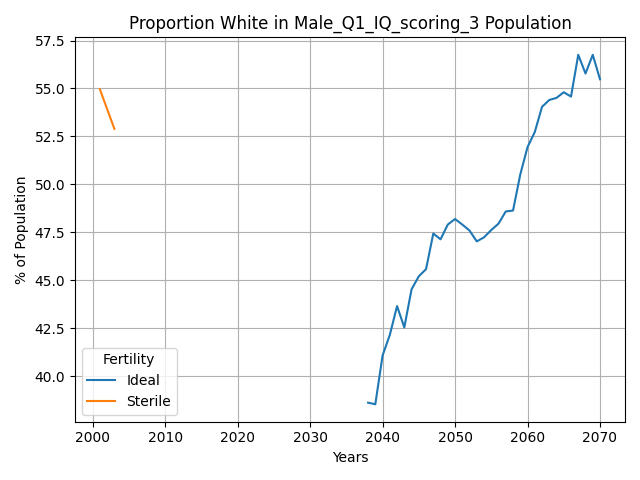 Proportion White in Male_Q1_IQ_scoring_3 Population
57.5
55.0
52.5
50.0
47.5
45.0
42.5
40.0
% of Population
Fertility
Ideal
Sterile
2000 2010 2020 2030 2040 2050 2060 2070
Years